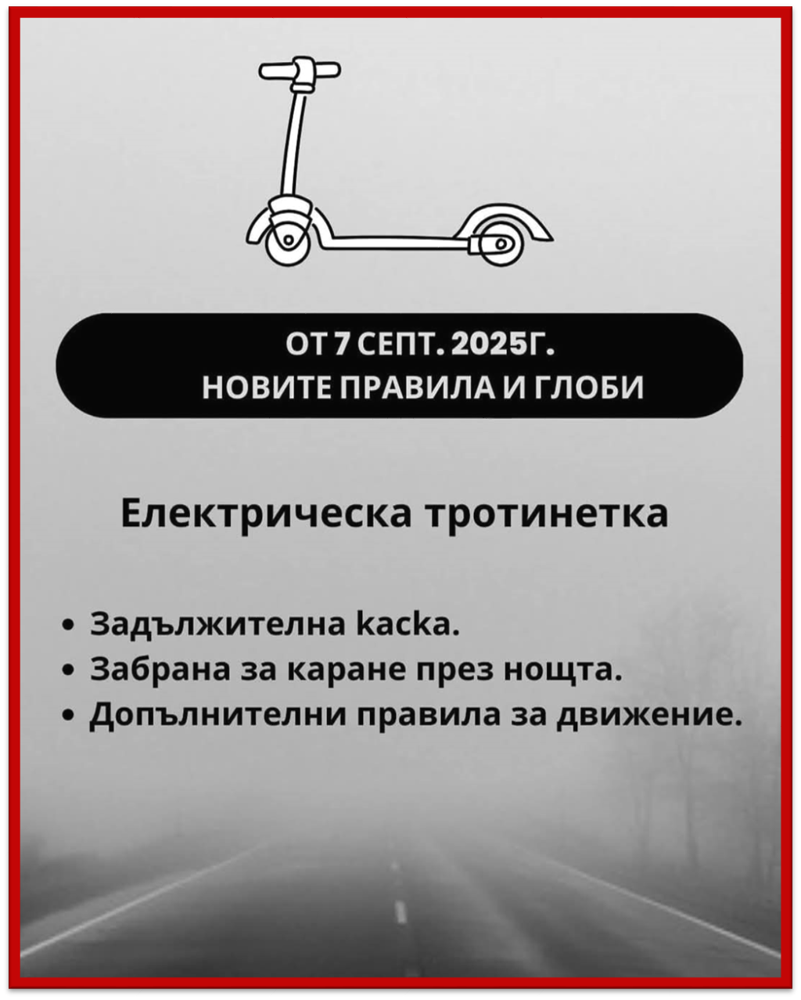 ОТ 7 СЕПТ. 2025Г.
НОВИТЕ ПРАВИЛА И ГЛОБИ
Електрическа тротинетка
• Задължителна kacka.
• Забрана за каране през нощта.
• Допълнителни правила за движение.